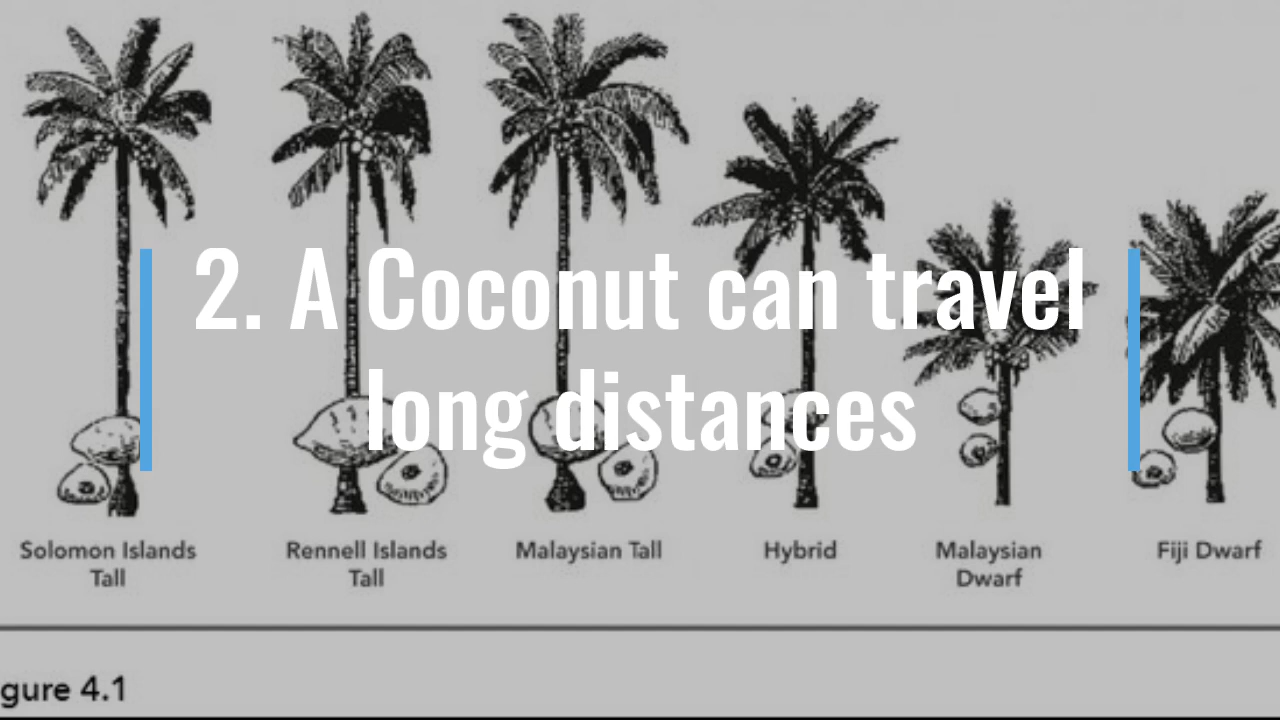 2. A Coconut can travel
long distances
Solomon Islands
Tall
Rennell Islands
Tall
Malaysian Tall
Hybrid
Malaysian
Dwarf
Fiji Dwarf
gure 4.1